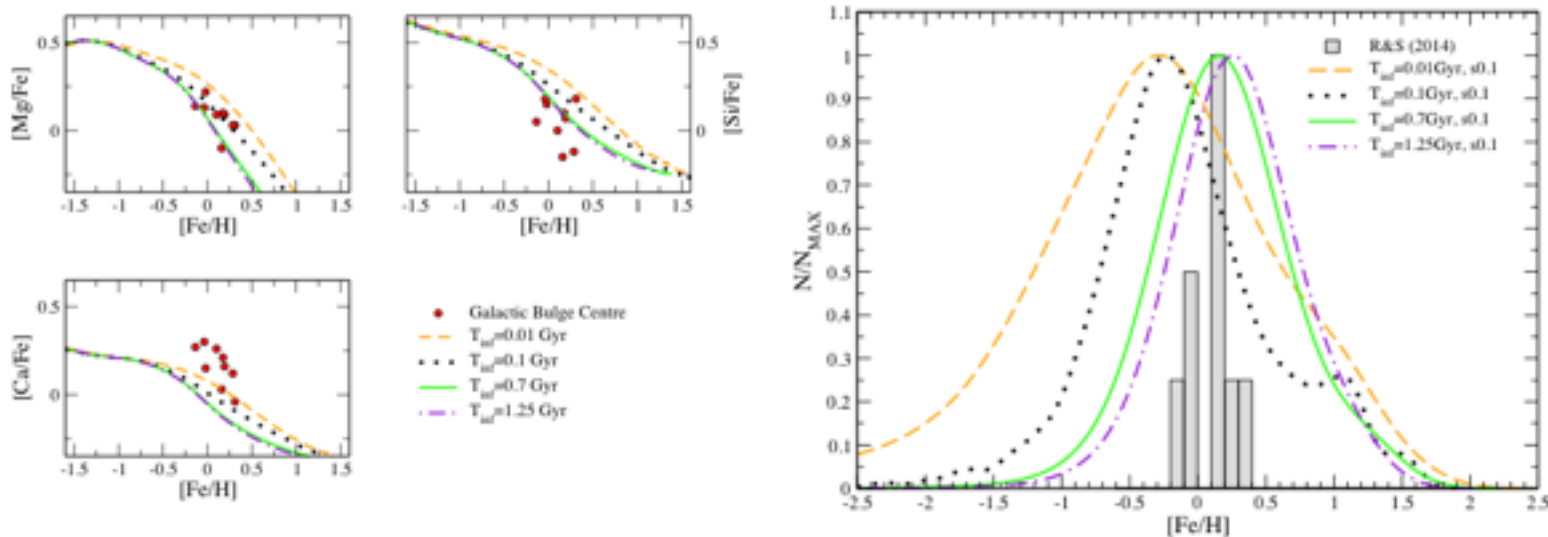 [Mg/Fe]
0.5
0
-1.5 -1 -0.5 0 0.5 1 1.5
[Fe/H]
0.5
0
[Si/Fe]
-1.5 -1 -0.5 0 0.5 1 1.5
[Fe/H]
[Ca/Fe]
0.5
0
-1.5 -1 -0.5 0 0.5 1 1.5
[Fe/H]
Galactic Bulge Centre
T_inf=0.01 Gyr
T_inf=0.1 Gyr
T_inf=0.7 Gyr
T_inf=1.25 Gyr
N/N_MAX
1.1
1
0.9
0.8
0.7
0.6
0.5
0.4
0.3
0.2
0.1
0
-2.5 -2 -1.5 -1 -0.5 0 0.5 1 1.5 2 2.5
[Fe/H]
R&S (2014)
T_inf=0.01Gyr, s0.1
T_inf=0.1Gyr, s0.1
T_inf=0.7Gyr, s0.1
T_inf=1.25Gyr, s0.1